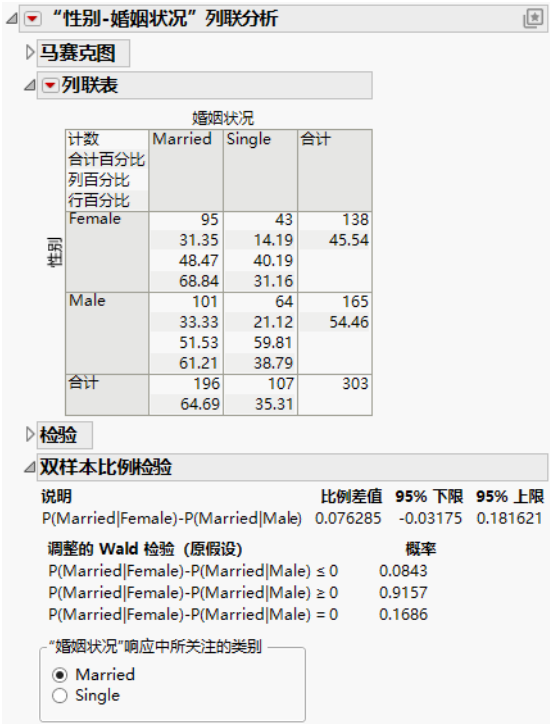 “性别-婚姻状况”列联分析
马赛克图
列联表
婚姻状况
计数 Married Single 合计
合计百分比
列百分比
行百分比
性别
Female 95 43 138
31.35 14.19 45.54
48.47 40.19
68.84 31.16
Male 101 64 165
33.33 21.12 54.46
51.53 59.81
61.21 38.79
合计 196 107 303
64.69 35.31
检验
双样本比例检验
说明 比例差值 95% 下限 95% 上限
P(Married|Female)-P(Married|Male) 0.076285 -0.03175 0.181621
调整的 Wald 检验（原假设） 概率
P(Married|Female)-P(Married|Male) ≤ 0 0.0843
P(Married|Female)-P(Married|Male) ≥ 0 0.9157
P(Married|Female)-P(Married|Male) = 0 0.1686
“婚姻状况”响应中所关注的类别
Married
Single